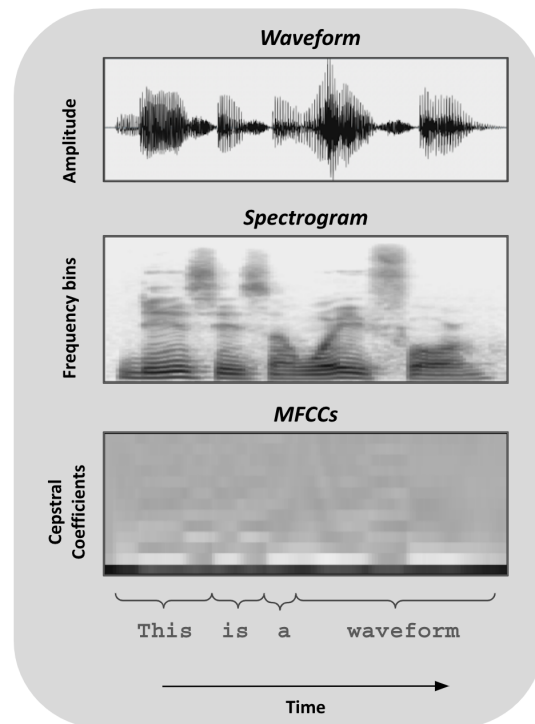 Waveform
Amplitude
Spectrogram
Frequency bins
MFCCs
Cepstral
Coefficients
This is a waveform
Time